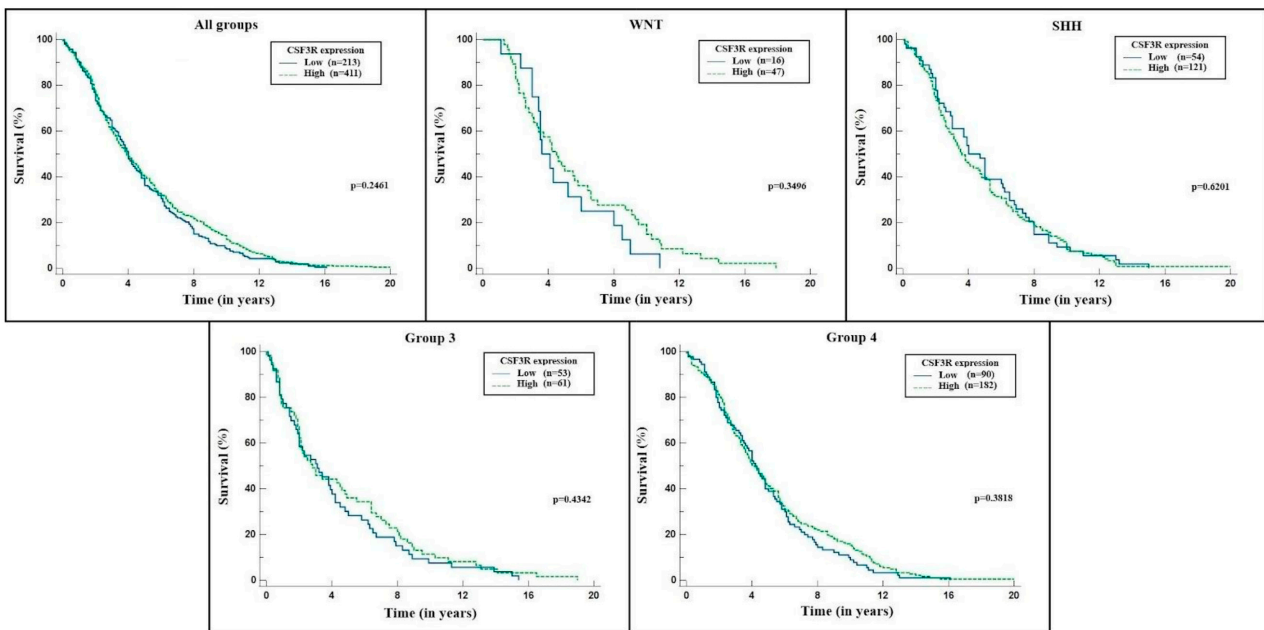 All groups
CSF3R expression
Low (n=213)
High (n=411)
p=0.2461
Survival (%)
100
80
60
40
20
0
0 4 8 12 16 20
Time (in years)
WNT
CSF3R expression
Low (n=16)
High (n=47)
p=0.3496
Survival (%)
100
80
60
40
20
0
0 4 8 12 16 20
Time (in years)
SHH
CSF3R expression
Low (n=54)
High (n=121)
p=0.6201
Survival (%)
100
80
60
40
20
0
0 4 8 12 16 20
Time (in years)
Group 3
CSF3R expression
Low (n=53)
High (n=61)
p=0.4342
Survival (%)
100
80
60
40
20
0
0 4 8 12 16 20
Time (in years)
Group 4
CSF3R expression
Low (n=90)
High (n=182)
p=0.3818
Survival (%)
100
80
60
40
20
0
0 4 8 12 16 20
Time (in years)